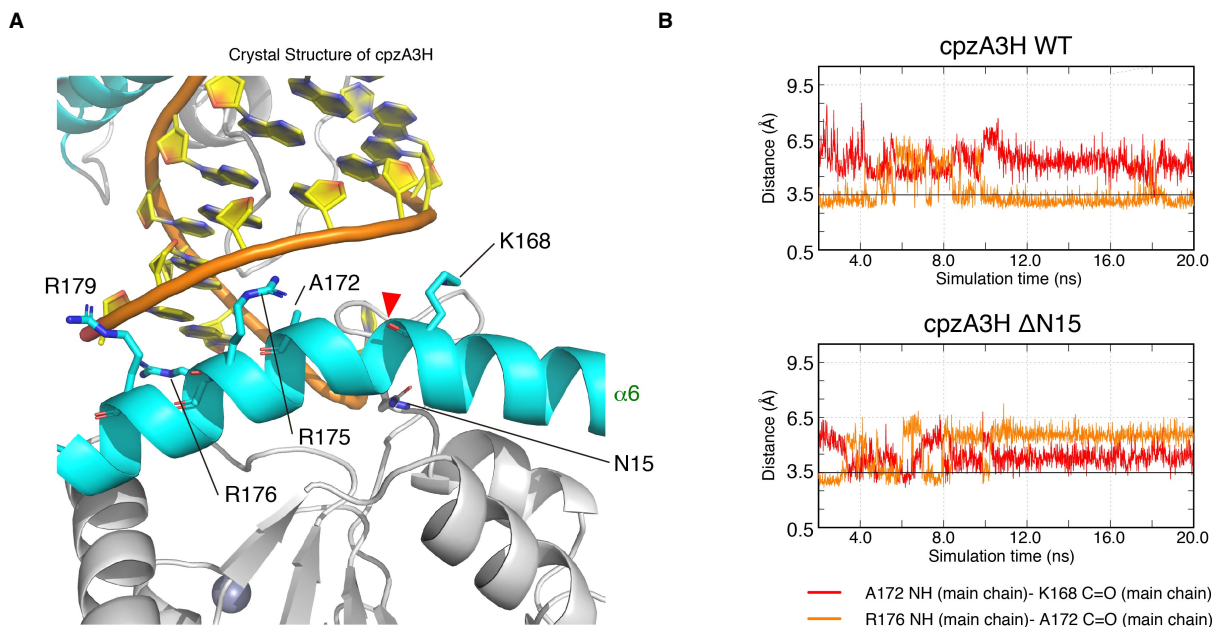 A
Crystal Structure of cpzA3H
K168
R179
A172
α6
R175
N15
R176
B
cpzA3H WT
Distance (Å)
9.5
6.5
3.5
0.5
4.0 8.0 12.0 16.0 20.0
Simulation time (ns)
cpzA3H ΔN15
Distance (Å)
9.5
6.5
3.5
0.5
4.0 8.0 12.0 16.0 20.0
Simulation time (ns)
A172 NH (main chain)- K168 C=O (main chain)
R176 NH (main chain)- A172 C=O (main chain)